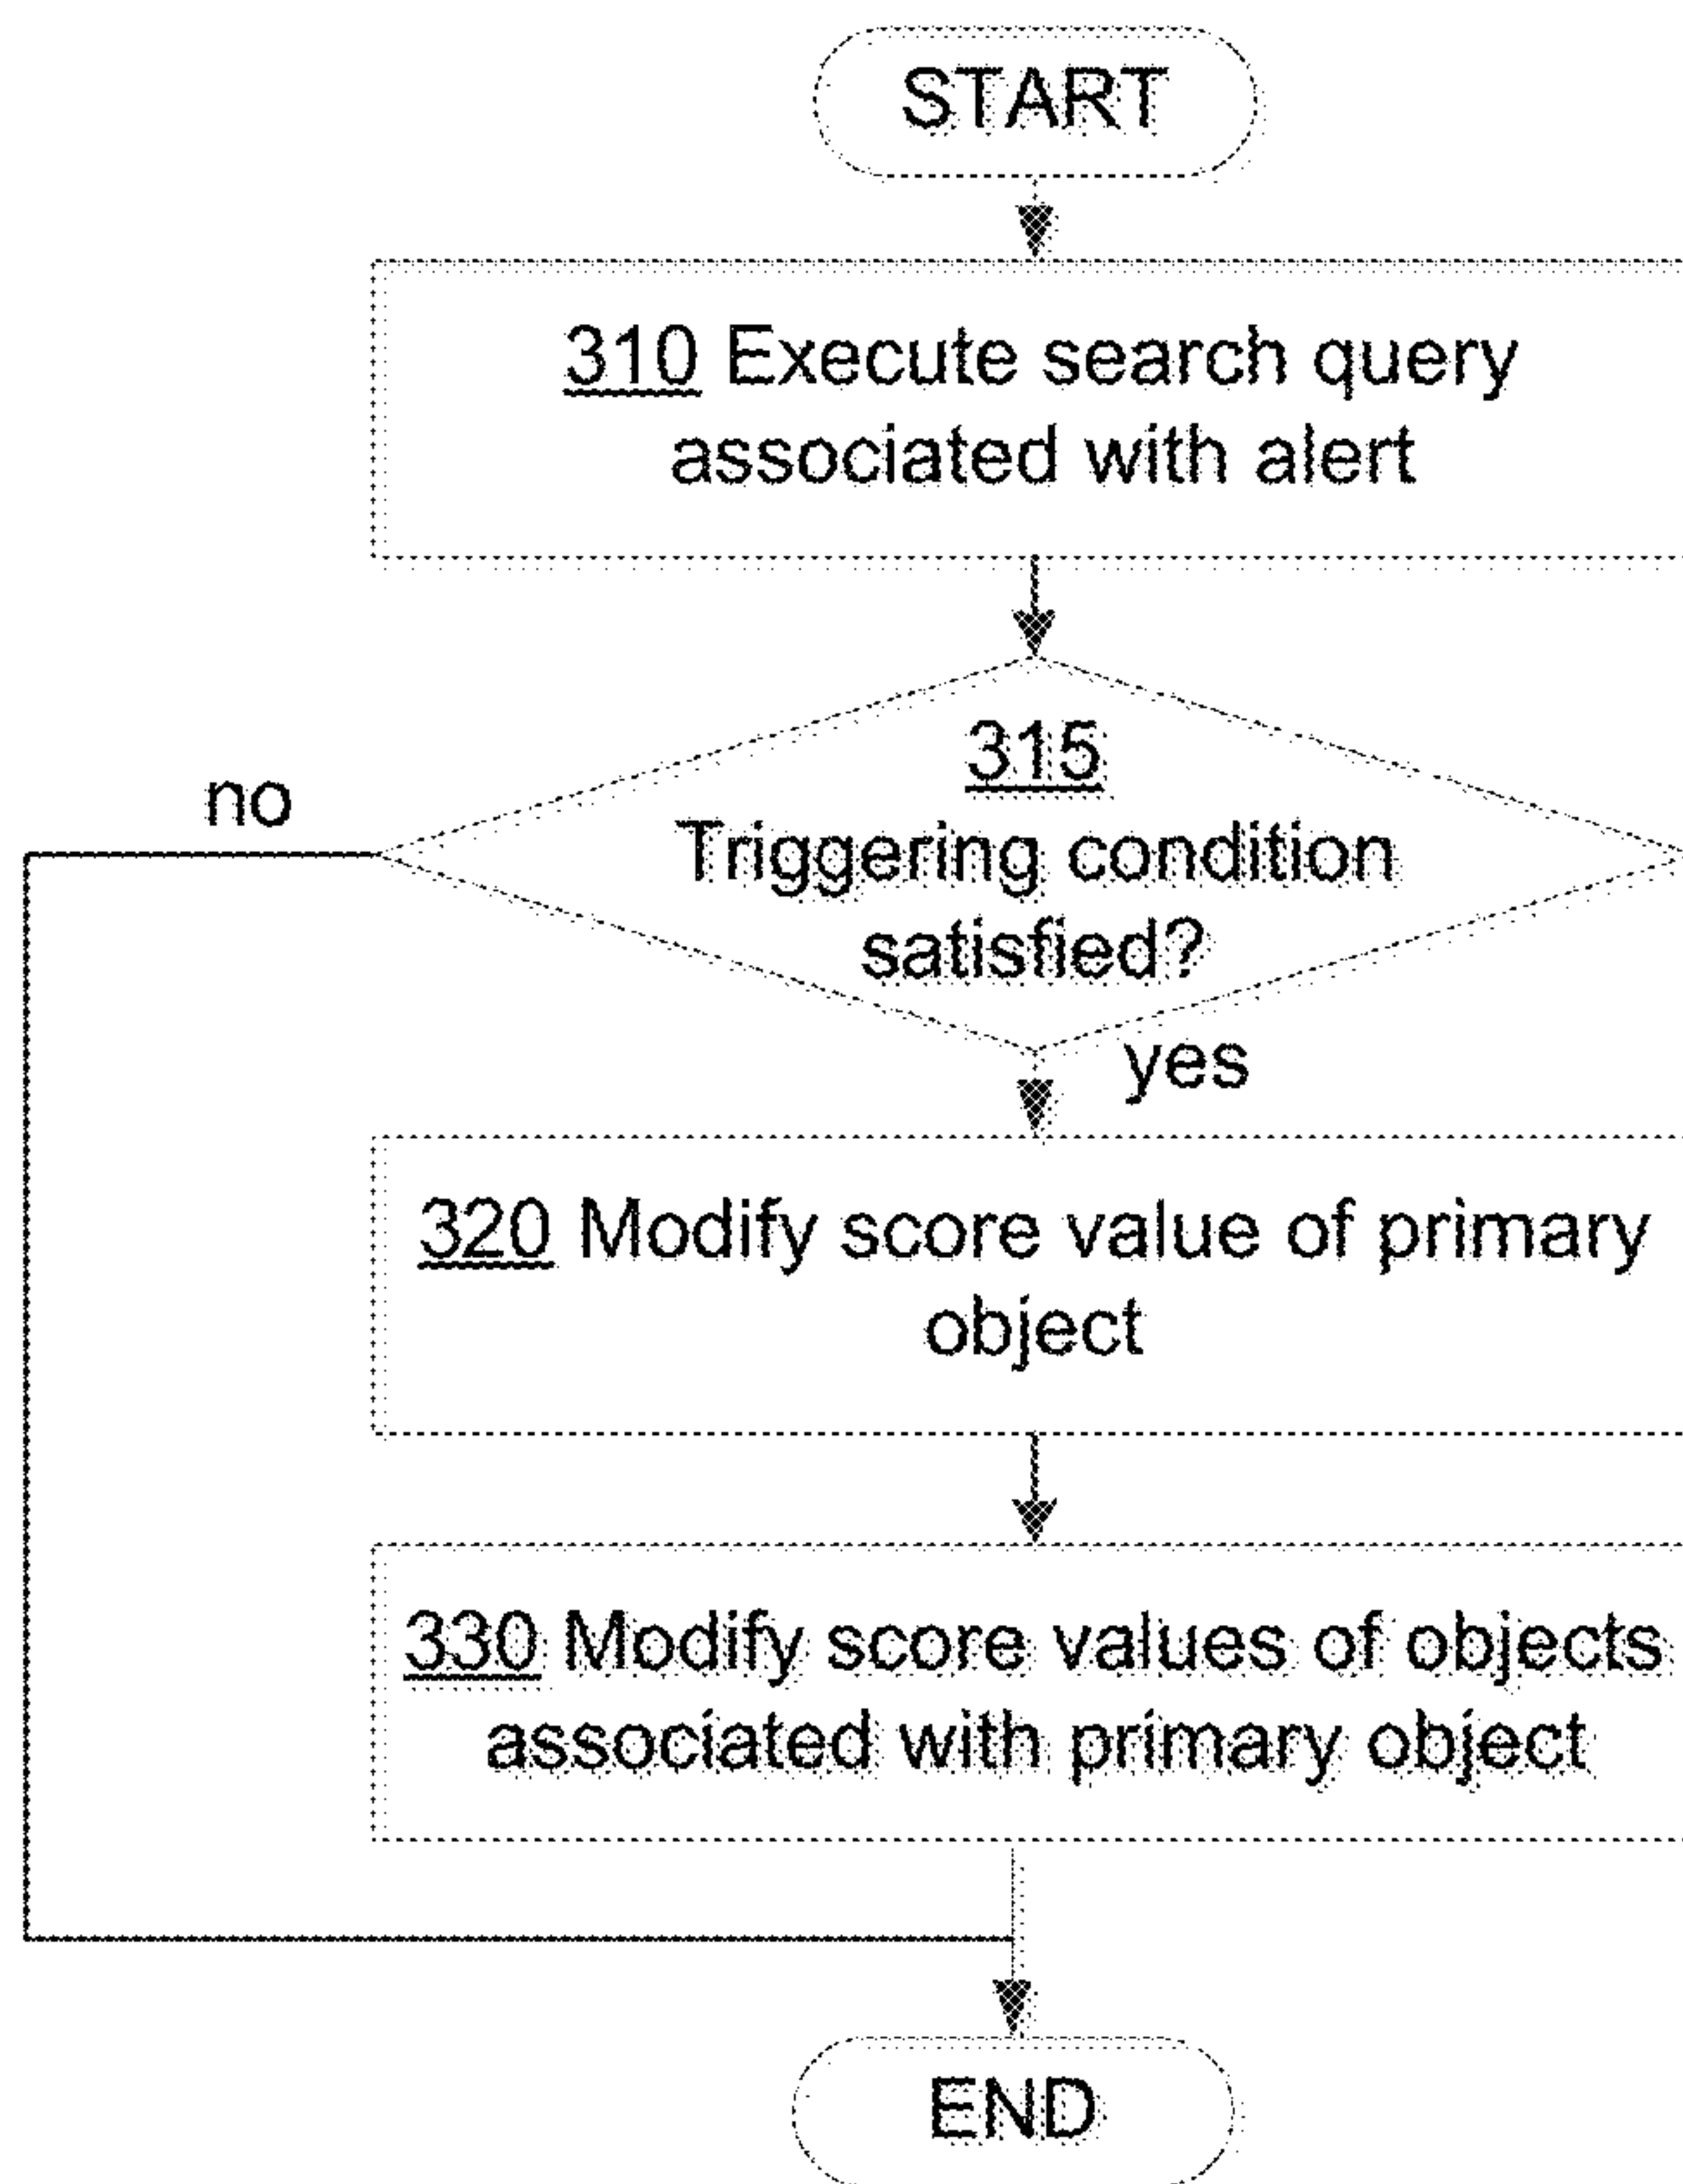 START
310 Execute search query
associated with alert
315
Triggering condition
satisfied?
no
yes
320 Modify score value of primary
object
330 Modify score values of objects
associated with primary object
END